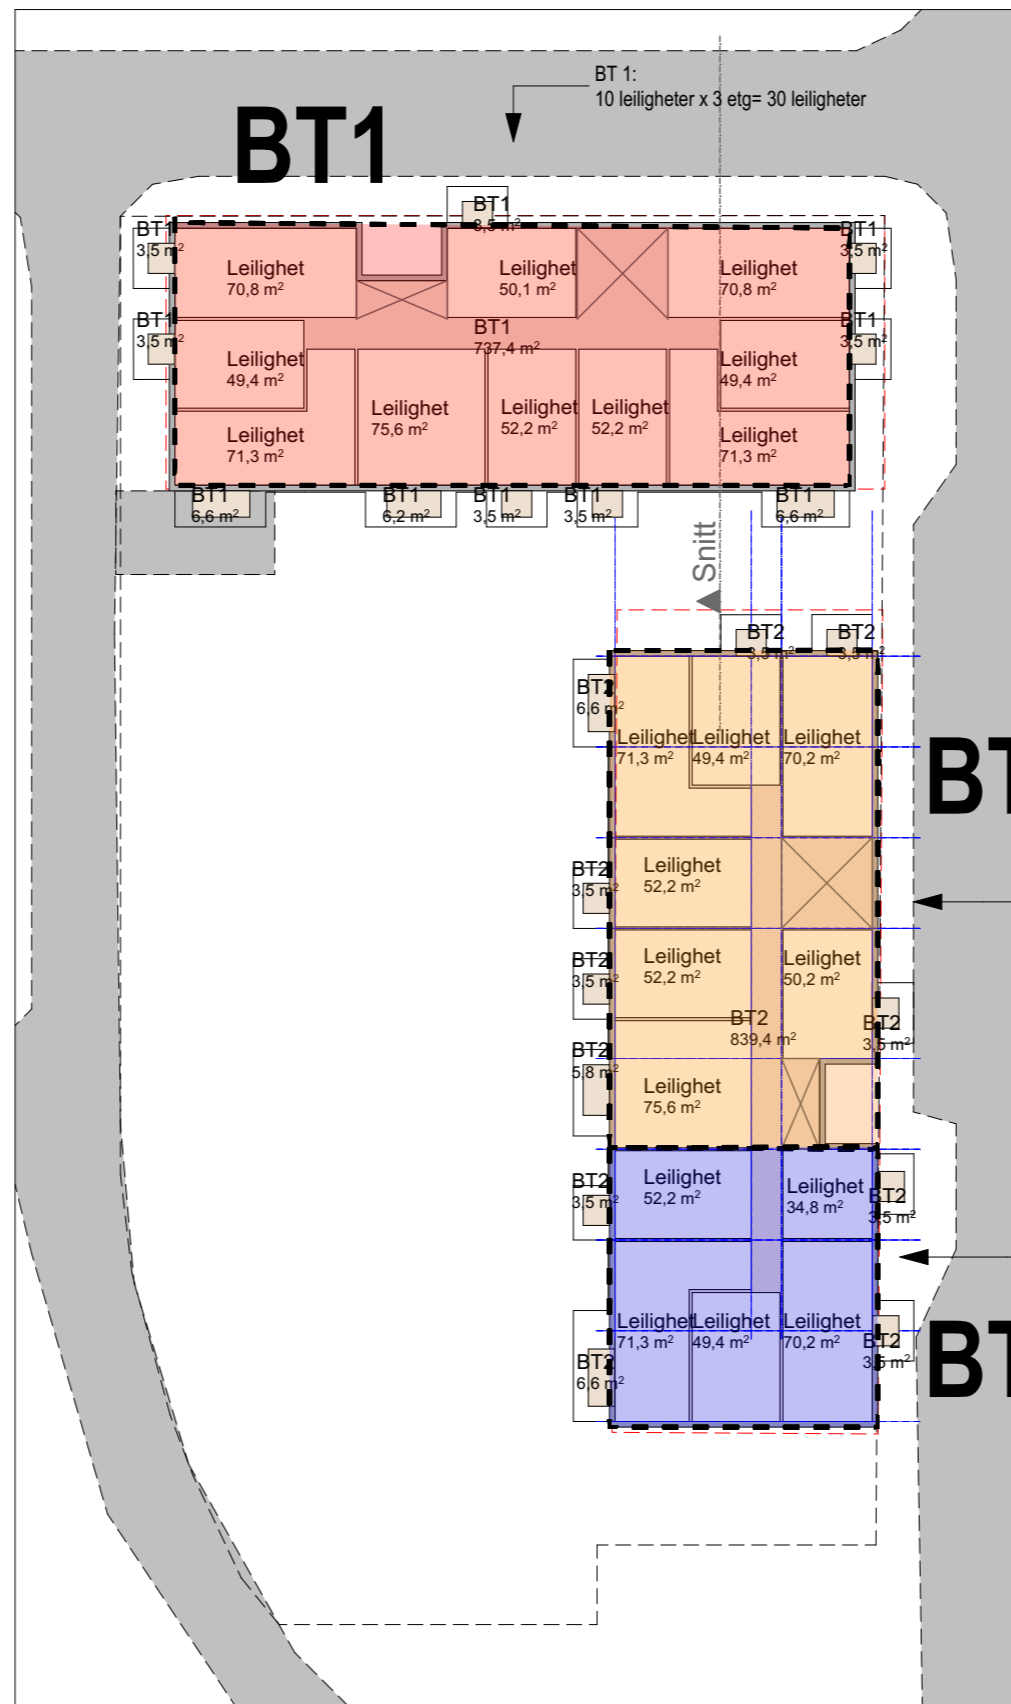 BT 1:
10 leiligheter x 3 etg= 30 leiligheter
BT1
BT1
3,5 m²
BT1
3,5 m²
BT1
3,5 m²
Leilighet
70,8 m²
Leilighet
50,1 m²
Leilighet
70,8 m²
BT1
3,5 m²
BT1
737,4 m²
BT1
3,5 m²
Leilighet
49,4 m²
Leilighet
49,4 m²
Leilighet
75,6 m²
Leilighet
52,2 m²
Leilighet
52,2 m²
Leilighet
71,3 m²
Leilighet
71,3 m²
BT1
6,6 m²
BT1
6,2 m²
BT1
3,5 m²
BT1
3,5 m²
BT1
6,6 m²
Snitt
BT2
3,5 m²
BT2
3,5 m²
BT2
6,6 m²
Leilighet
71,3 m²
Leilighet
49,4 m²
Leilighet
70,2 m²
BT
BT2
3,5 m²
Leilighet
52,2 m²
BT2
3,5 m²
Leilighet
52,2 m²
Leilighet
50,2 m²
BT2
839,4 m²
BT2
3,5 m²
BT2
5,8 m²
Leilighet
75,6 m²
BT2
3,5 m²
Leilighet
52,2 m²
Leilighet
34,8 m²
BT2
3,5 m²
Leilighet
71,3 m²
Leilighet
49,4 m²
Leilighet
70,2 m²
BT2
3,5 m²
BT2
6,6 m²
BT